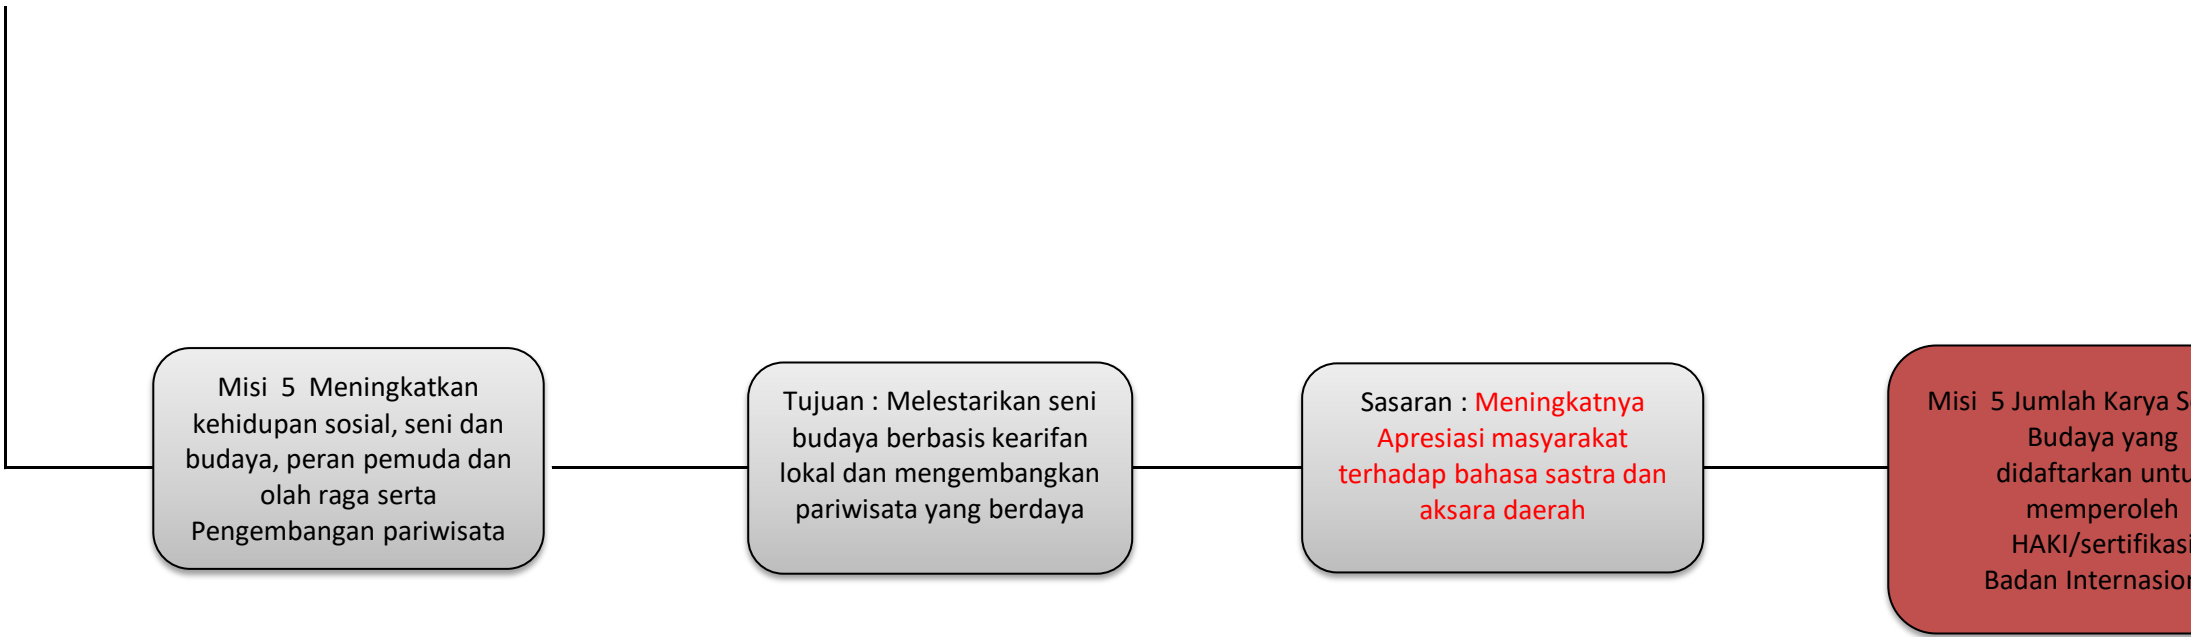 Misi 5 Meningkatkan
kehidupan sosial, seni dan
budaya, peran pemuda dan
olah raga serta
Pengembangan pariwisata
Tujuan : Melestarikan seni
budaya berbasis kearifan
lokal dan mengembangkan
pariwisata yang berdaya
Sasaran : Meningkatnya
Apresiasi masyarakat
terhadap bahasa sastra dan
aksara daerah
Misi 5 Jumlah Karya
Budaya yang
didaftarkan
memperoleh
HAKI/sertifikasi
Badan